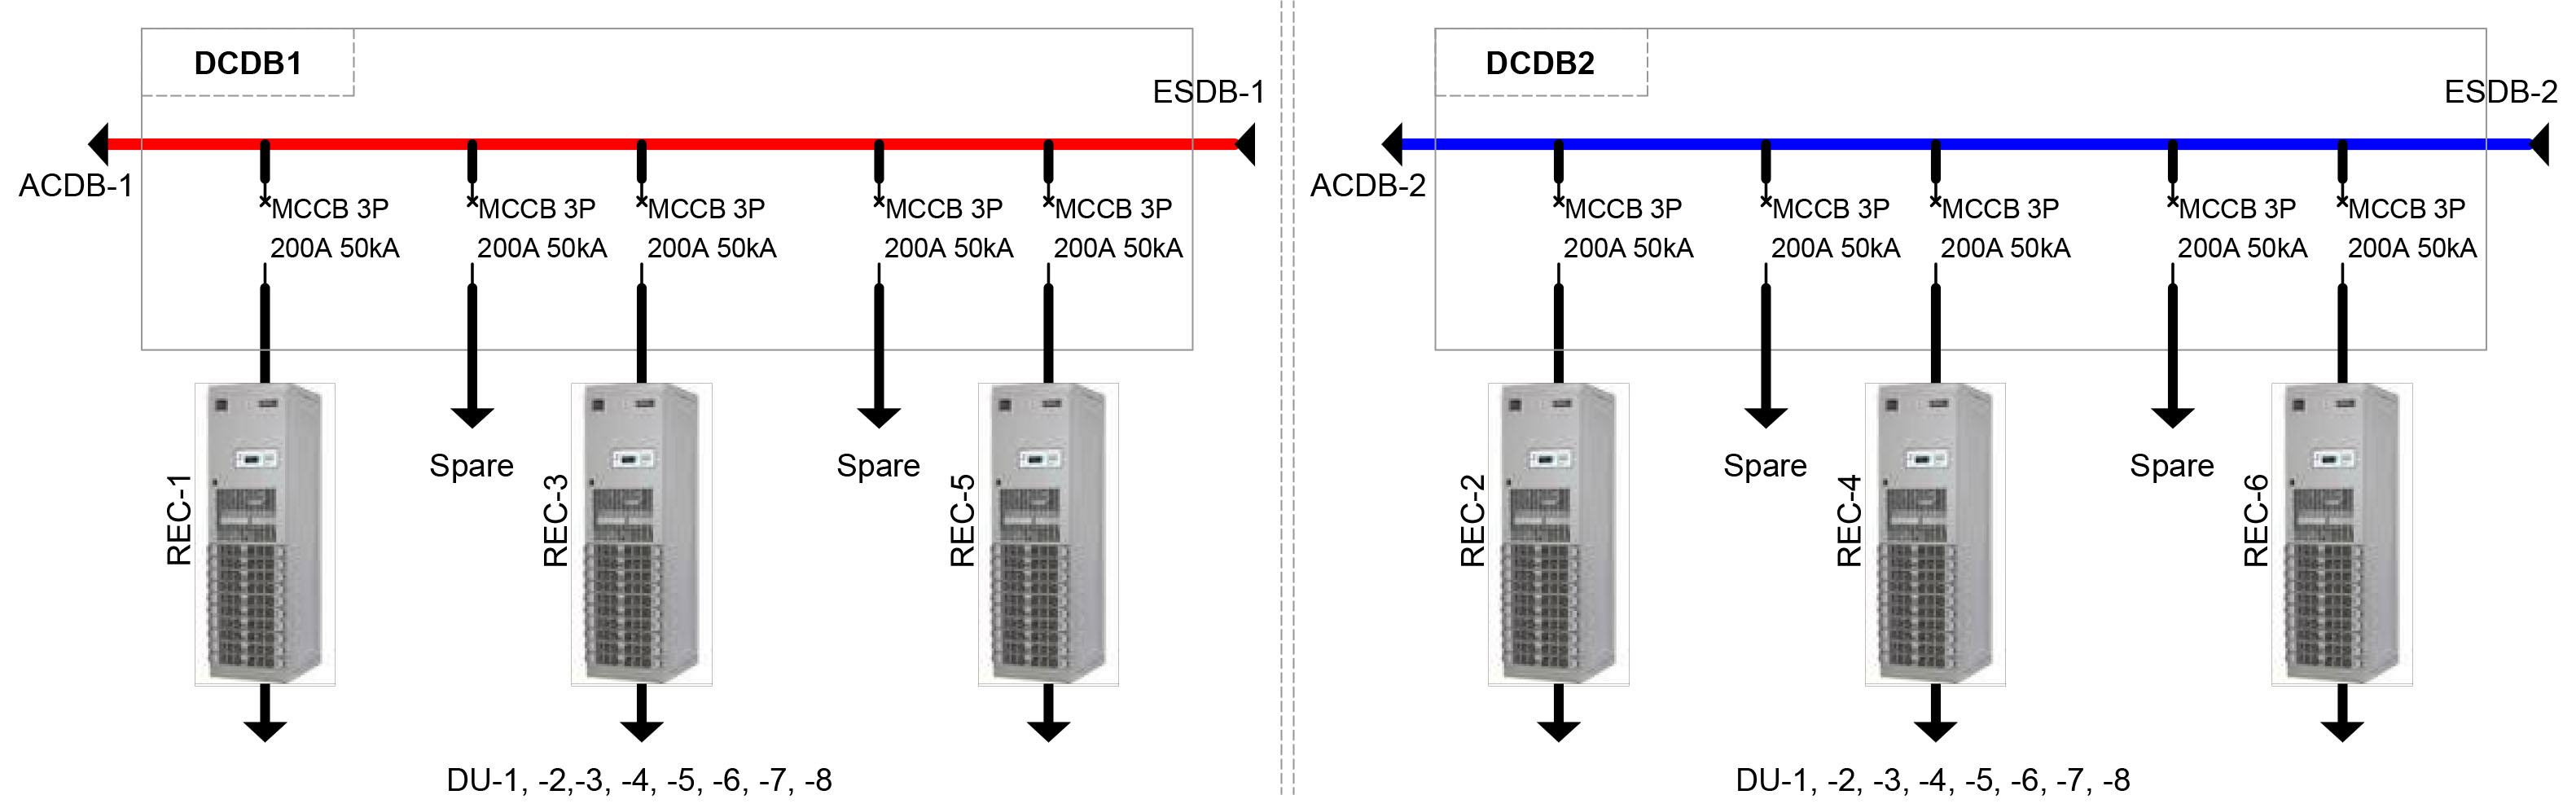 DCDB1
ESDB-1
ACDB-1
MCCB 3P
200A 50kA
MCCB 3P
200A 50kA
MCCB 3P
200A 50kA
MCCB 3P
200A 50kA
MCCB 3P
200A 50kA
REC-1
Spare
REC-3
Spare
REC-5
DU-1, -2,-3, -4, -5, -6, -7, -8
DCDB2
ESDB-2
ACDB-2
MCCB 3P
200A 50kA
MCCB 3P
200A 50kA
MCCB 3P
200A 50kA
MCCB 3P
200A 50kA
MCCB 3P
200A 50kA
REC-2
Spare
REC-4
Spare
REC-6
DU-1, -2, -3, -4, -5, -6, -7, -8